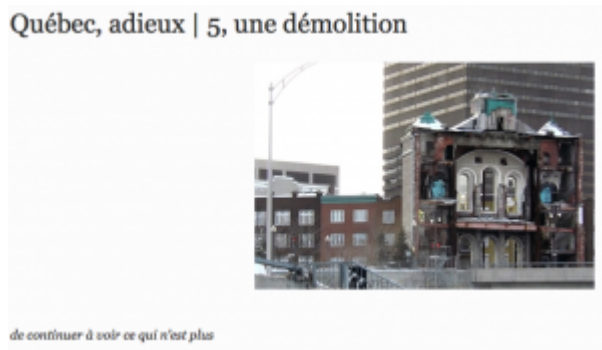 Québec, adieux | 5, une démolition
de continuer à voir ce qui n'est plus